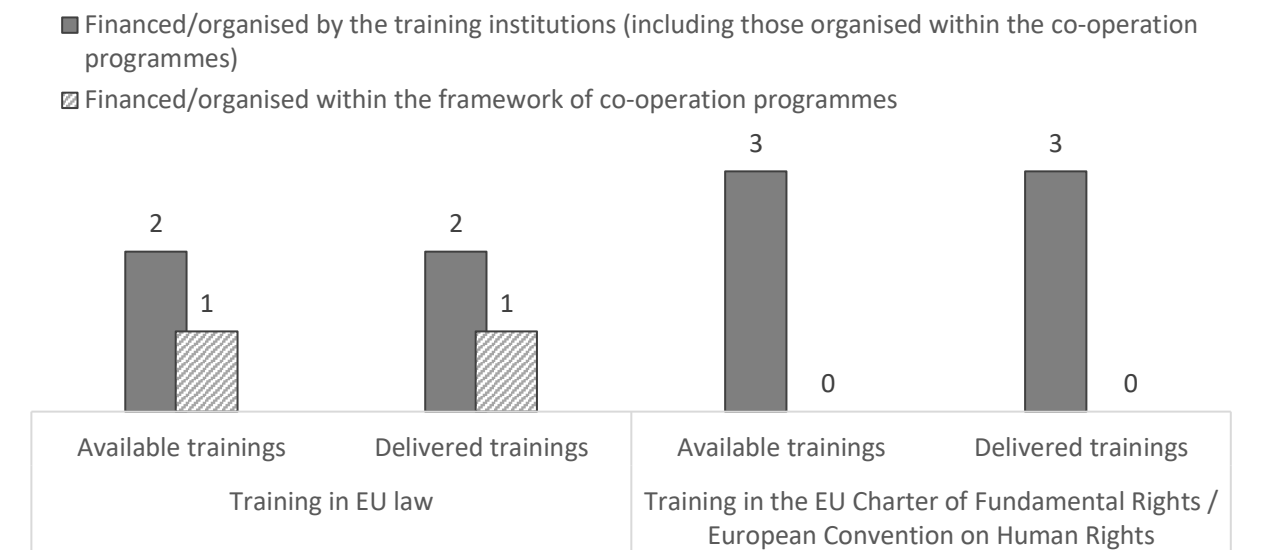 Financed/organised by the training institutions (including those organised within the co-operation
programmes)
Financed/organised within the framework of co-operation programmes
3
3
2
2
1
1
0
0
Available trainings
Delivered trainings
Available trainings
Delivered trainings
Training in EU law
Training in the EU Charter of Fundamental Rights /
European Convention on Human Rights